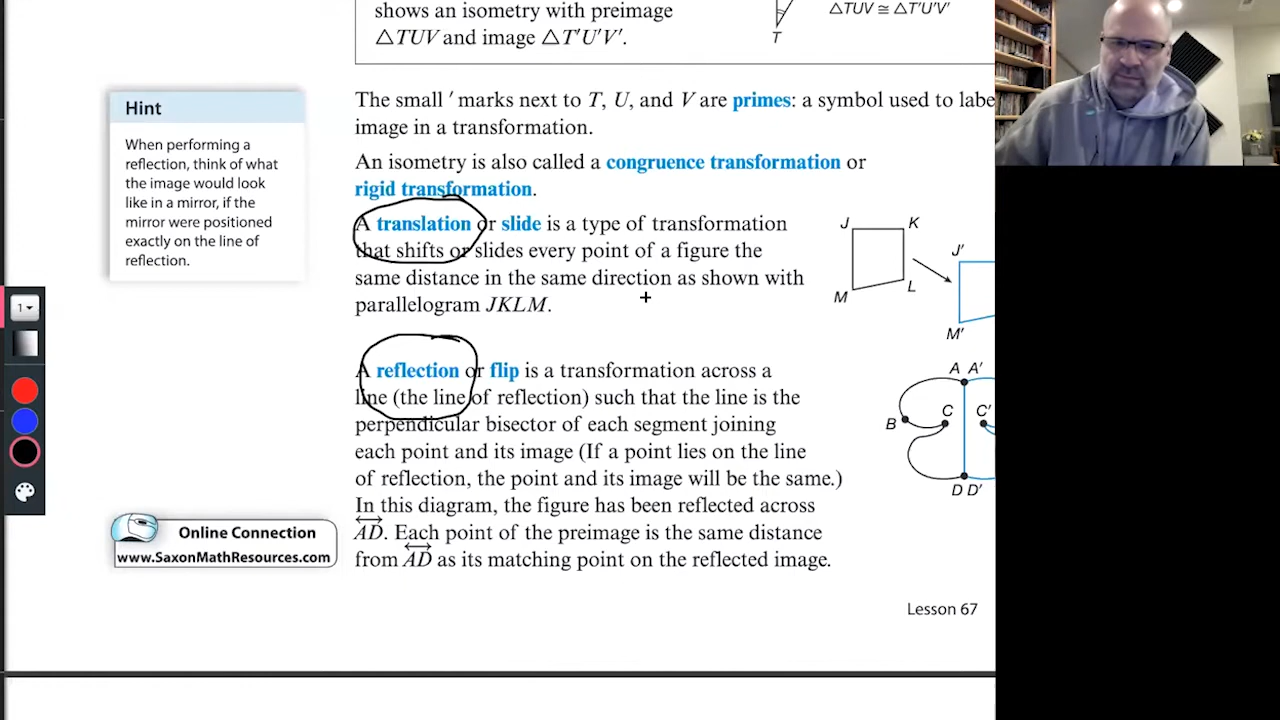 shows an isometry with preimage
△TUV and image △T′U′V′.
△TUV ≅ △T′U′V′
T
Hint
When performing a
reflection, think of what
the image would look
like in a mirror, if the
mirror were positioned
exactly on the line of
reflection.
The small ′ marks next to T, U, and V are primes: a symbol used to labe
image in a transformation.
An isometry is also called a congruence transformation or
rigid transformation.
A translation or slide is a type of transformation
that shifts or slides every point of a figure the
same distance in the same direction as shown with
parallelogram JKLM.
J
K
L
M
J′
M′
A reflection or flip is a transformation across a
line (the line of reflection) such that the line is the
perpendicular bisector of each segment joining
each point and its image (If a point lies on the line
of reflection, the point and its image will be the same.)
In this diagram, the figure has been reflected across
AD. Each point of the preimage is the same distance
from AD as its matching point on the reflected image.
A A′
B
C
C′
D D′
Online Connection
www.SaxonMathResources.com
Lesson 67
1